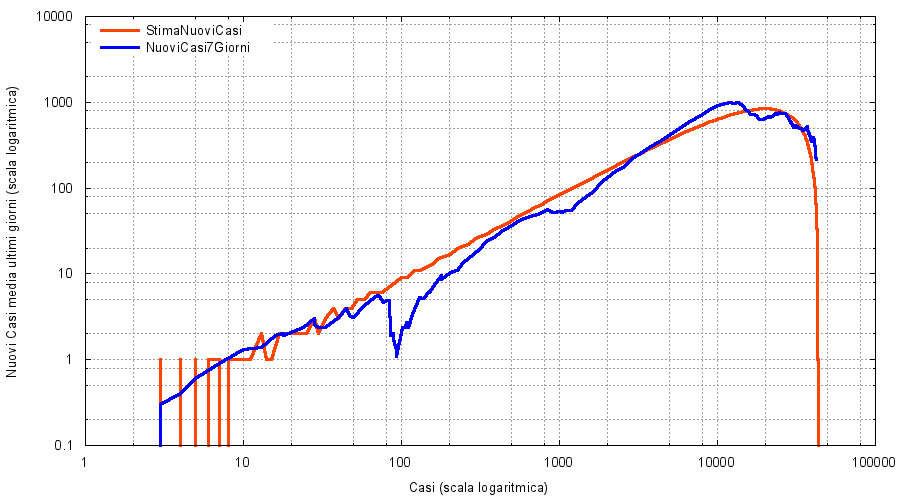 10000
StimaNuoviCasi
NuoviCasi7Giorni
1000
100
10
1
0.1
Nuovi Casi media ultimi giorni (scala logaritmica)
1 10 100 1000 10000 100000
Casi (scala logaritmica)